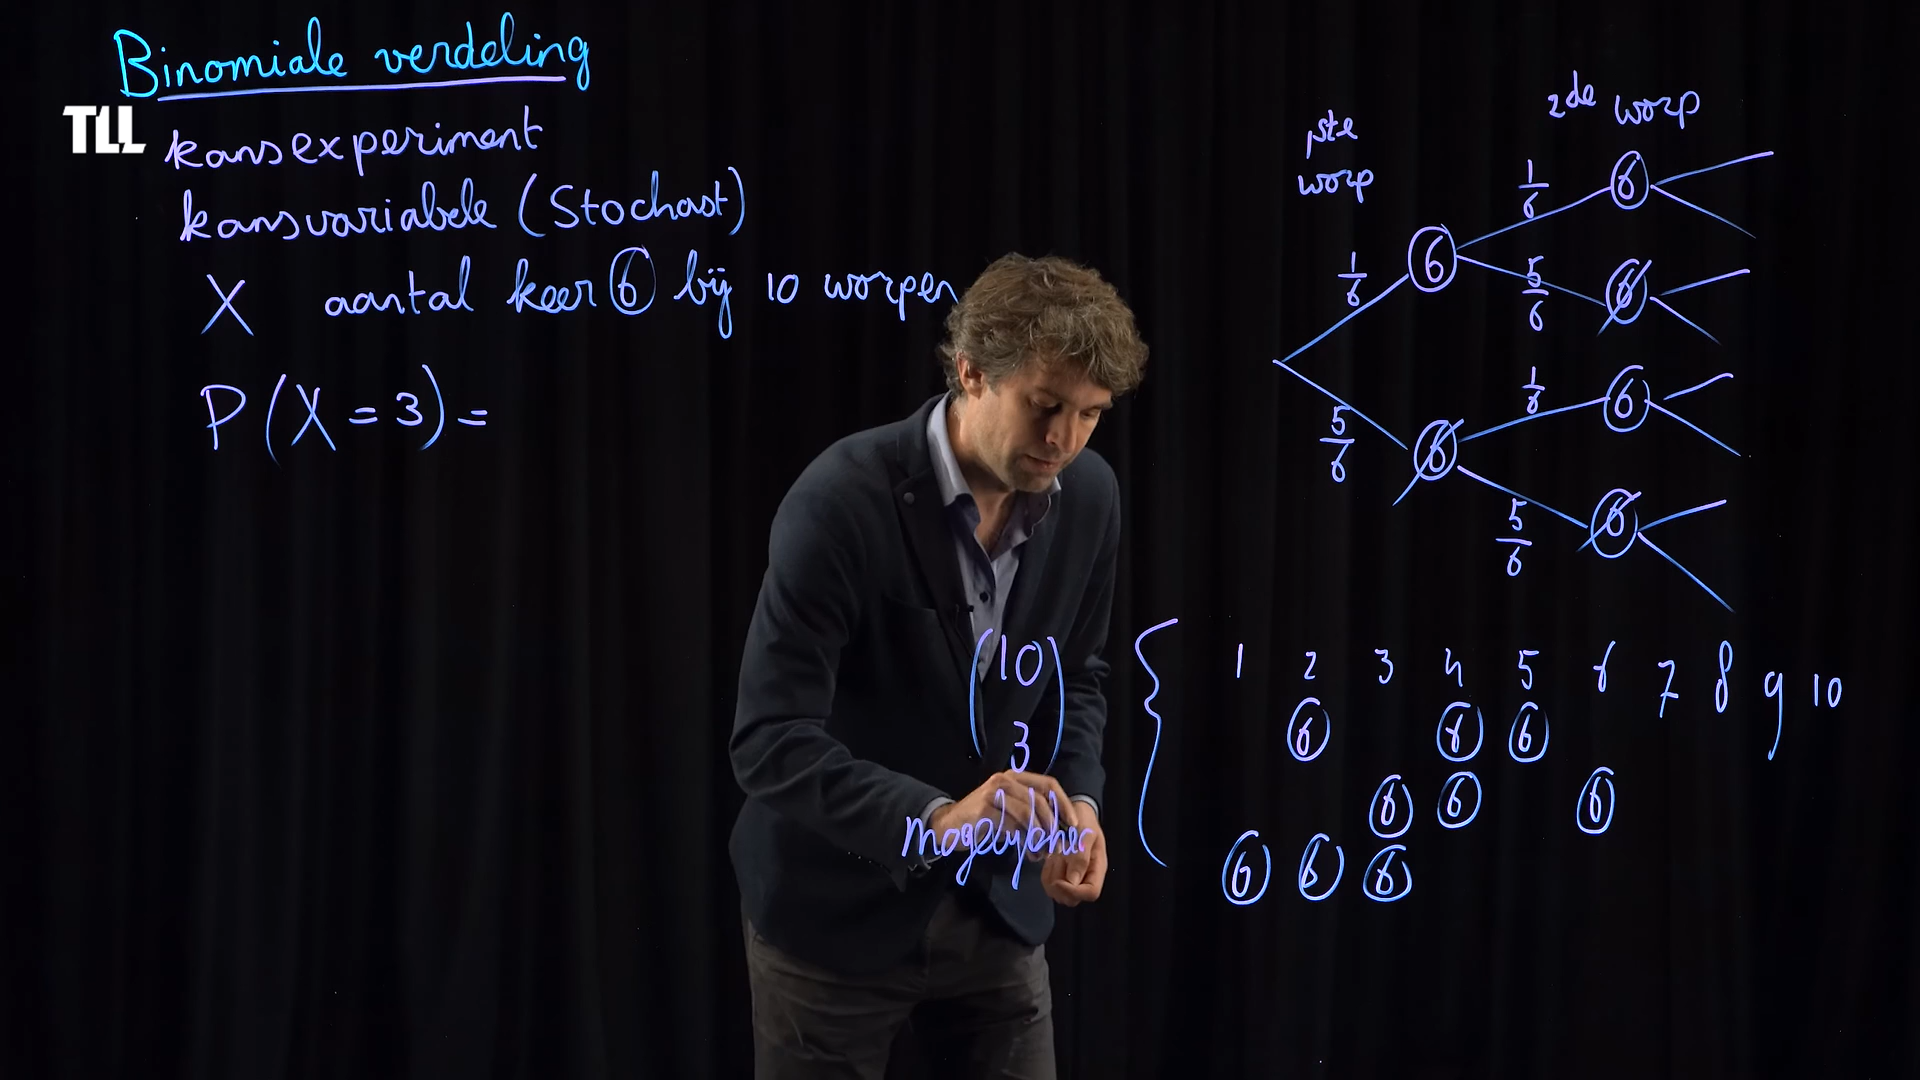 Binomiale verdeling
TLL
kansexperiment
kansvariabele (Stochast)
X aantal keer 6 bij 10 worpen
P(X = 3) =
1ste
worp
2de worp
1/6
6
5/6
6
1/6
6
5/6
6
1/6
6
5/6
6
(10
3)
1 2 3 4 5 6 7 8 9 10
6 6 6
6 6 6
6 6 6
mogelijkhe